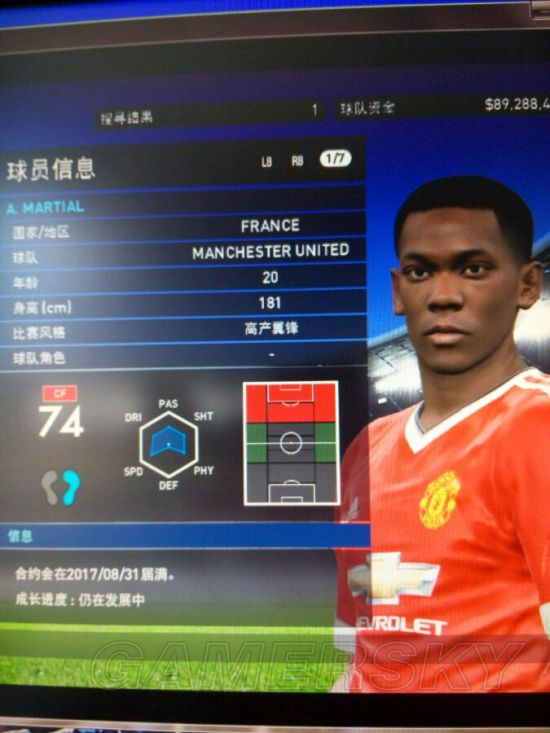 搜寻结果 1 球队资金 $89,288,4
球员信息 LB RB 1/7
A. MARTIAL
国家/地区 FRANCE
球队 MANCHESTER UNITED
年龄 20
身高(cm) 181
比赛风格 高产翼锋
球队角色 -
CF
74
PAS
DRI SHT
SPD PHY
DEF
信息
合约会在2017/08/31届满。
成长进度：仍在发展中
CHEVROLET
GAMERSKY